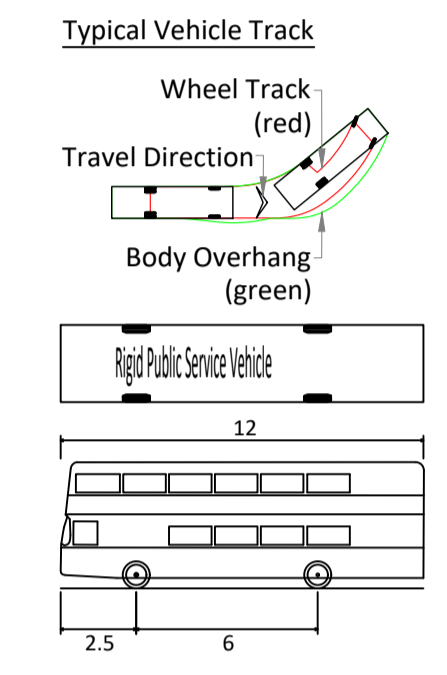 Typical Vehicle Track
Wheel Track
(red)
Travel Direction
Body Overhang
(green)
Rigid Public Service Vehicle
12
2.5
6